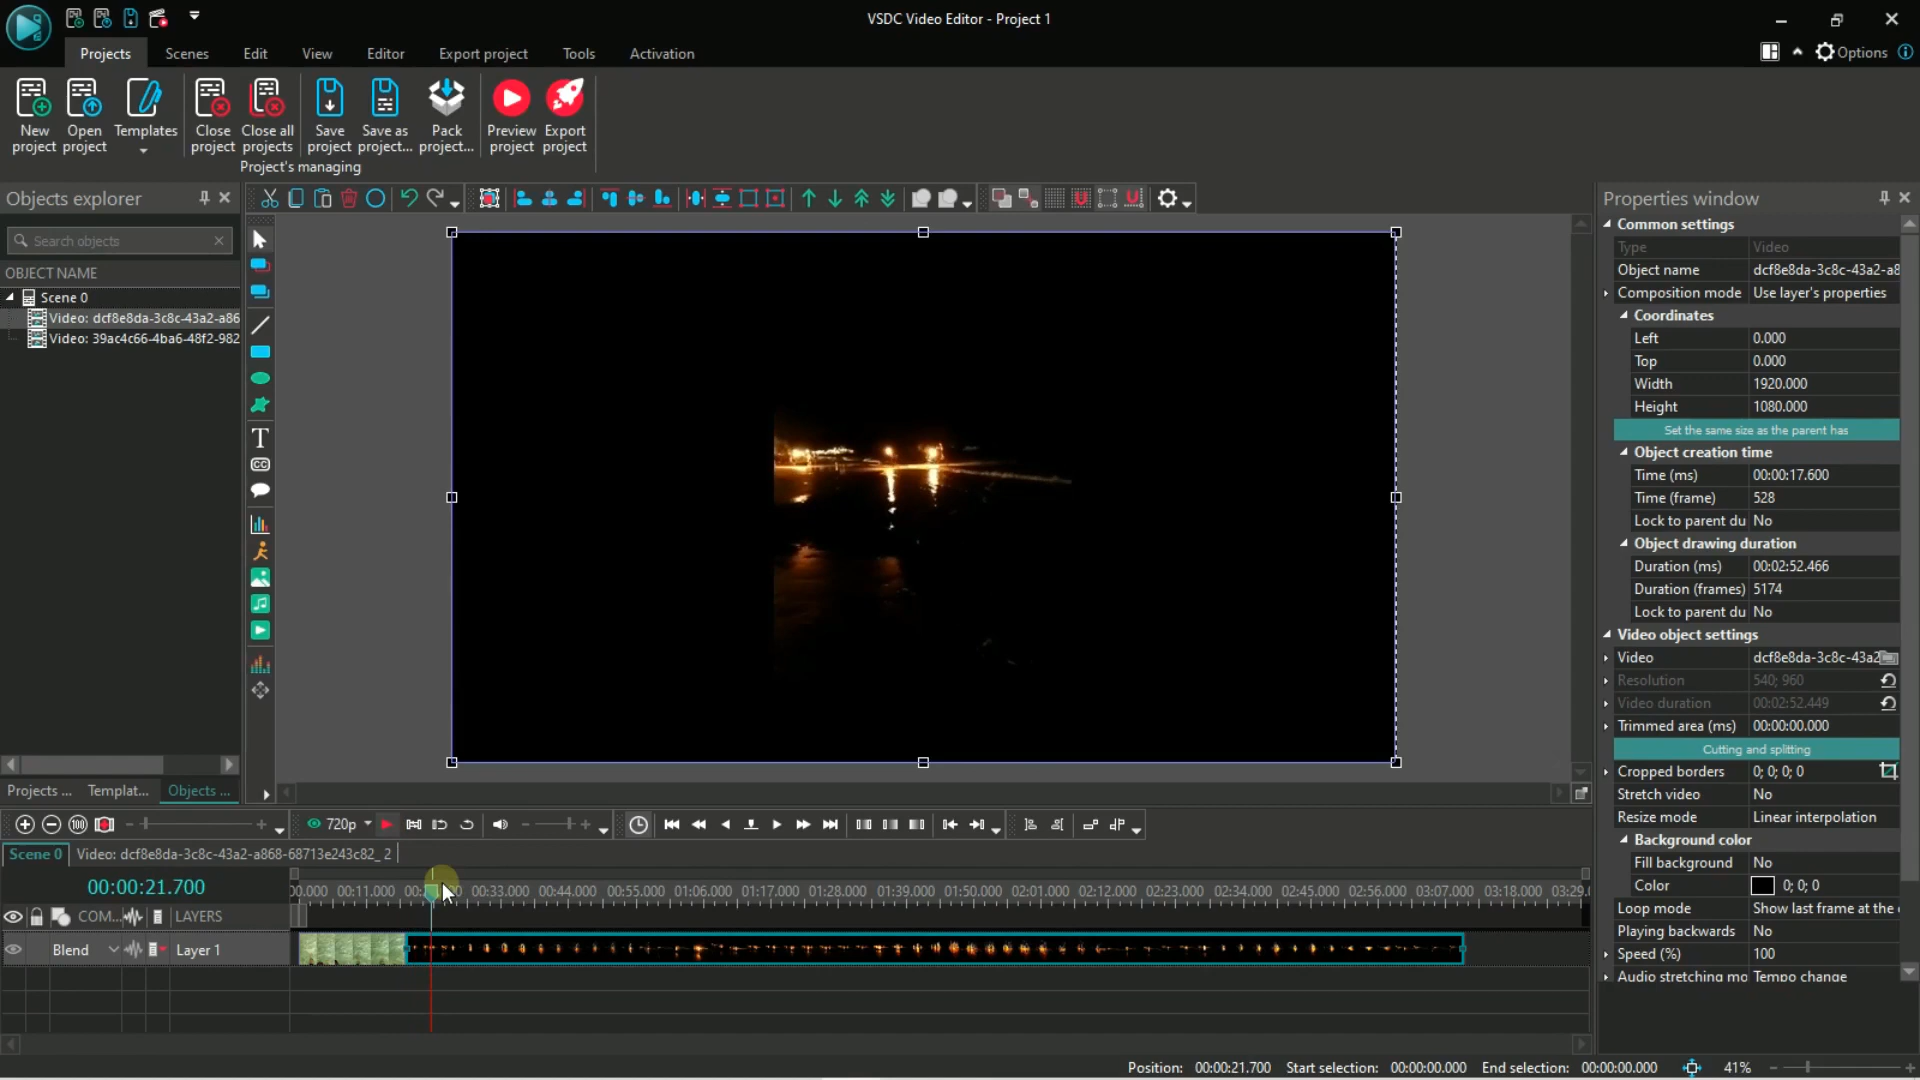 VSDC Video Editor - Project 1
Projects
Scenes
Edit
View
Editor
Export project
Tools
Activation
Options
New project
Open project
Templates
Close project
Close all projects
Save project
Save as project...
Pack project...
Preview project
Export project
Project's managing
Objects explorer
Search objects
OBJECT NAME
Scene 0
Video: dcf8e8da-3c8c-43a2-a86
Video: 39ac4c66-4ba6-48f2-982
Projects ...
Templat...
Objects ...
T
CC
Properties window
Common settings
Type Video
Object name dcf8e8da-3c8c-43a2-a8
Composition mode Use layer's properties
Coordinates
Left 0.000
Top 0.000
Width 1920.000
Height 1080.000
Set the same size as the parent has
Object creation time
Time (ms) 00:00:17.600
Time (frame) 528
Lock to parent du No
Object drawing duration
Duration (ms) 00:02:52.466
Duration (frames) 5174
Lock to parent du No
Video object settings
Video dcf8e8da-3c8c-43a2
Resolution 540; 960
Video duration 00:02:52.449
Trimmed area (ms) 00:00:00.000
Cutting and splitting
Cropped borders 0; 0; 0; 0
Stretch video No
Resize mode Linear interpolation
Background color
Fill background No
Color 0; 0; 0
Loop mode Show last frame at the
Playing backwards No
Speed (%) 100
Audio stretching mo Tempo change
100
720p
Scene 0
Video: dcf8e8da-3c8c-43a2-a868-68713e243c82_2
00:00:21.700
00.000 00:11.000 00:33.000 00:44.000 00:55.000 01:06.000 01:17.000 01:28.000 01:39.000 01:50.000 02:01.000 02:12.000 02:23.000 02:34.000 02:45.000 02:56.000 03:07.000 03:18.000 03:29.
COM...
LAYERS
Blend
Layer 1
Position: 00:00:21.700
Start selection: 00:00:00.000
End selection: 00:00:00.000
41%